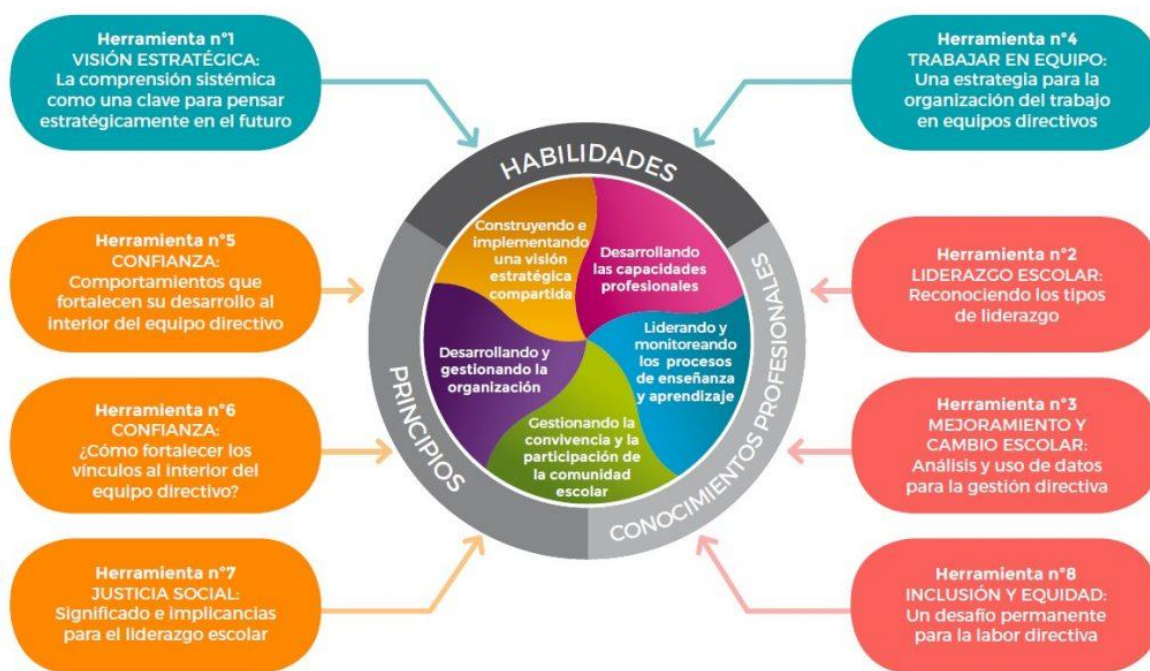 Herramienta n°1
VISIÓN ESTRATÉGICA:
La comprensión sistémica
como una clave para pensar
estratégicamente en el futuro
Herramienta n°5
CONFIANZA:
Comportamientos que
fortalecen su desarrollo al
interior del equipo directivo
Herramienta n°6
CONFIANZA:
¿Cómo fortalecer los
vínculos al interior del
equipo directivo?
Herramienta n°7
JUSTICIA SOCIAL:
Significado e implicancias
para el liderazgo escolar
HABILIDADES
PRINCIPIOS
CONOCIMIENTOS PROFESIONALES
Construyendo e
implementando
una visión
estratégica
compartida
Desarrollando
las capacidades
profesionales
Liderando y
monitoreando
los procesos
de enseñanza
y aprendizaje
Gestionando la
convivencia y la
participación de
la comunidad
escolar
Desarrollando y
gestionando la
organización
Herramienta n°4
TRABAJAR EN EQUIPO:
Una estrategia para la
organización del trabajo
en equipos directivos
Herramienta n°2
LIDERAZGO ESCOLAR:
Reconociendo los tipos
de liderazgo
Herramienta n°3
MEJORAMIENTO Y
CAMBIO ESCOLAR:
Análisis y uso de datos
para la gestión directiva
Herramienta n°8
INCLUSIÓN Y EQUIDAD:
Un desafío permanente
para la labor directiva